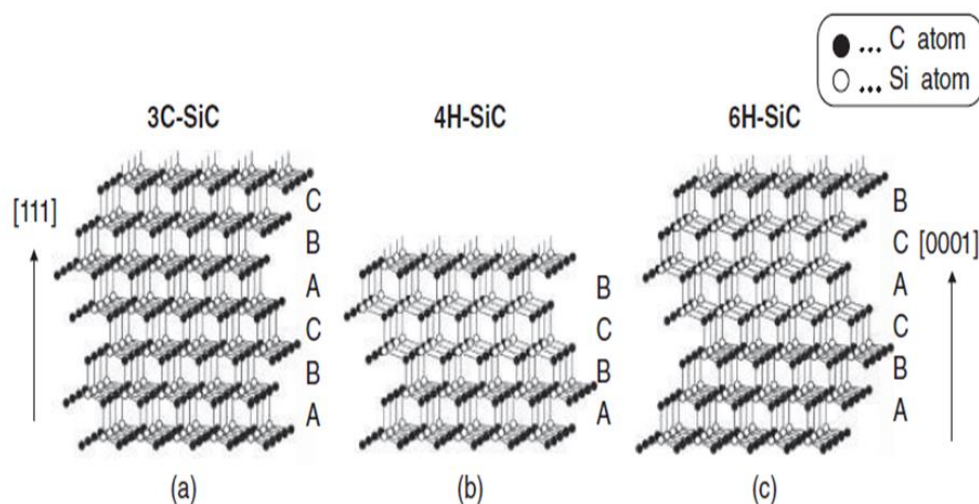 ... C atom
... Si atom
3C-SiC
4H-SiC
6H-SiC
[111]
C
B
A
C
B
A
B
C
B
A
B
C
A
C
B
A
[0001]
(a)
(b)
(c)